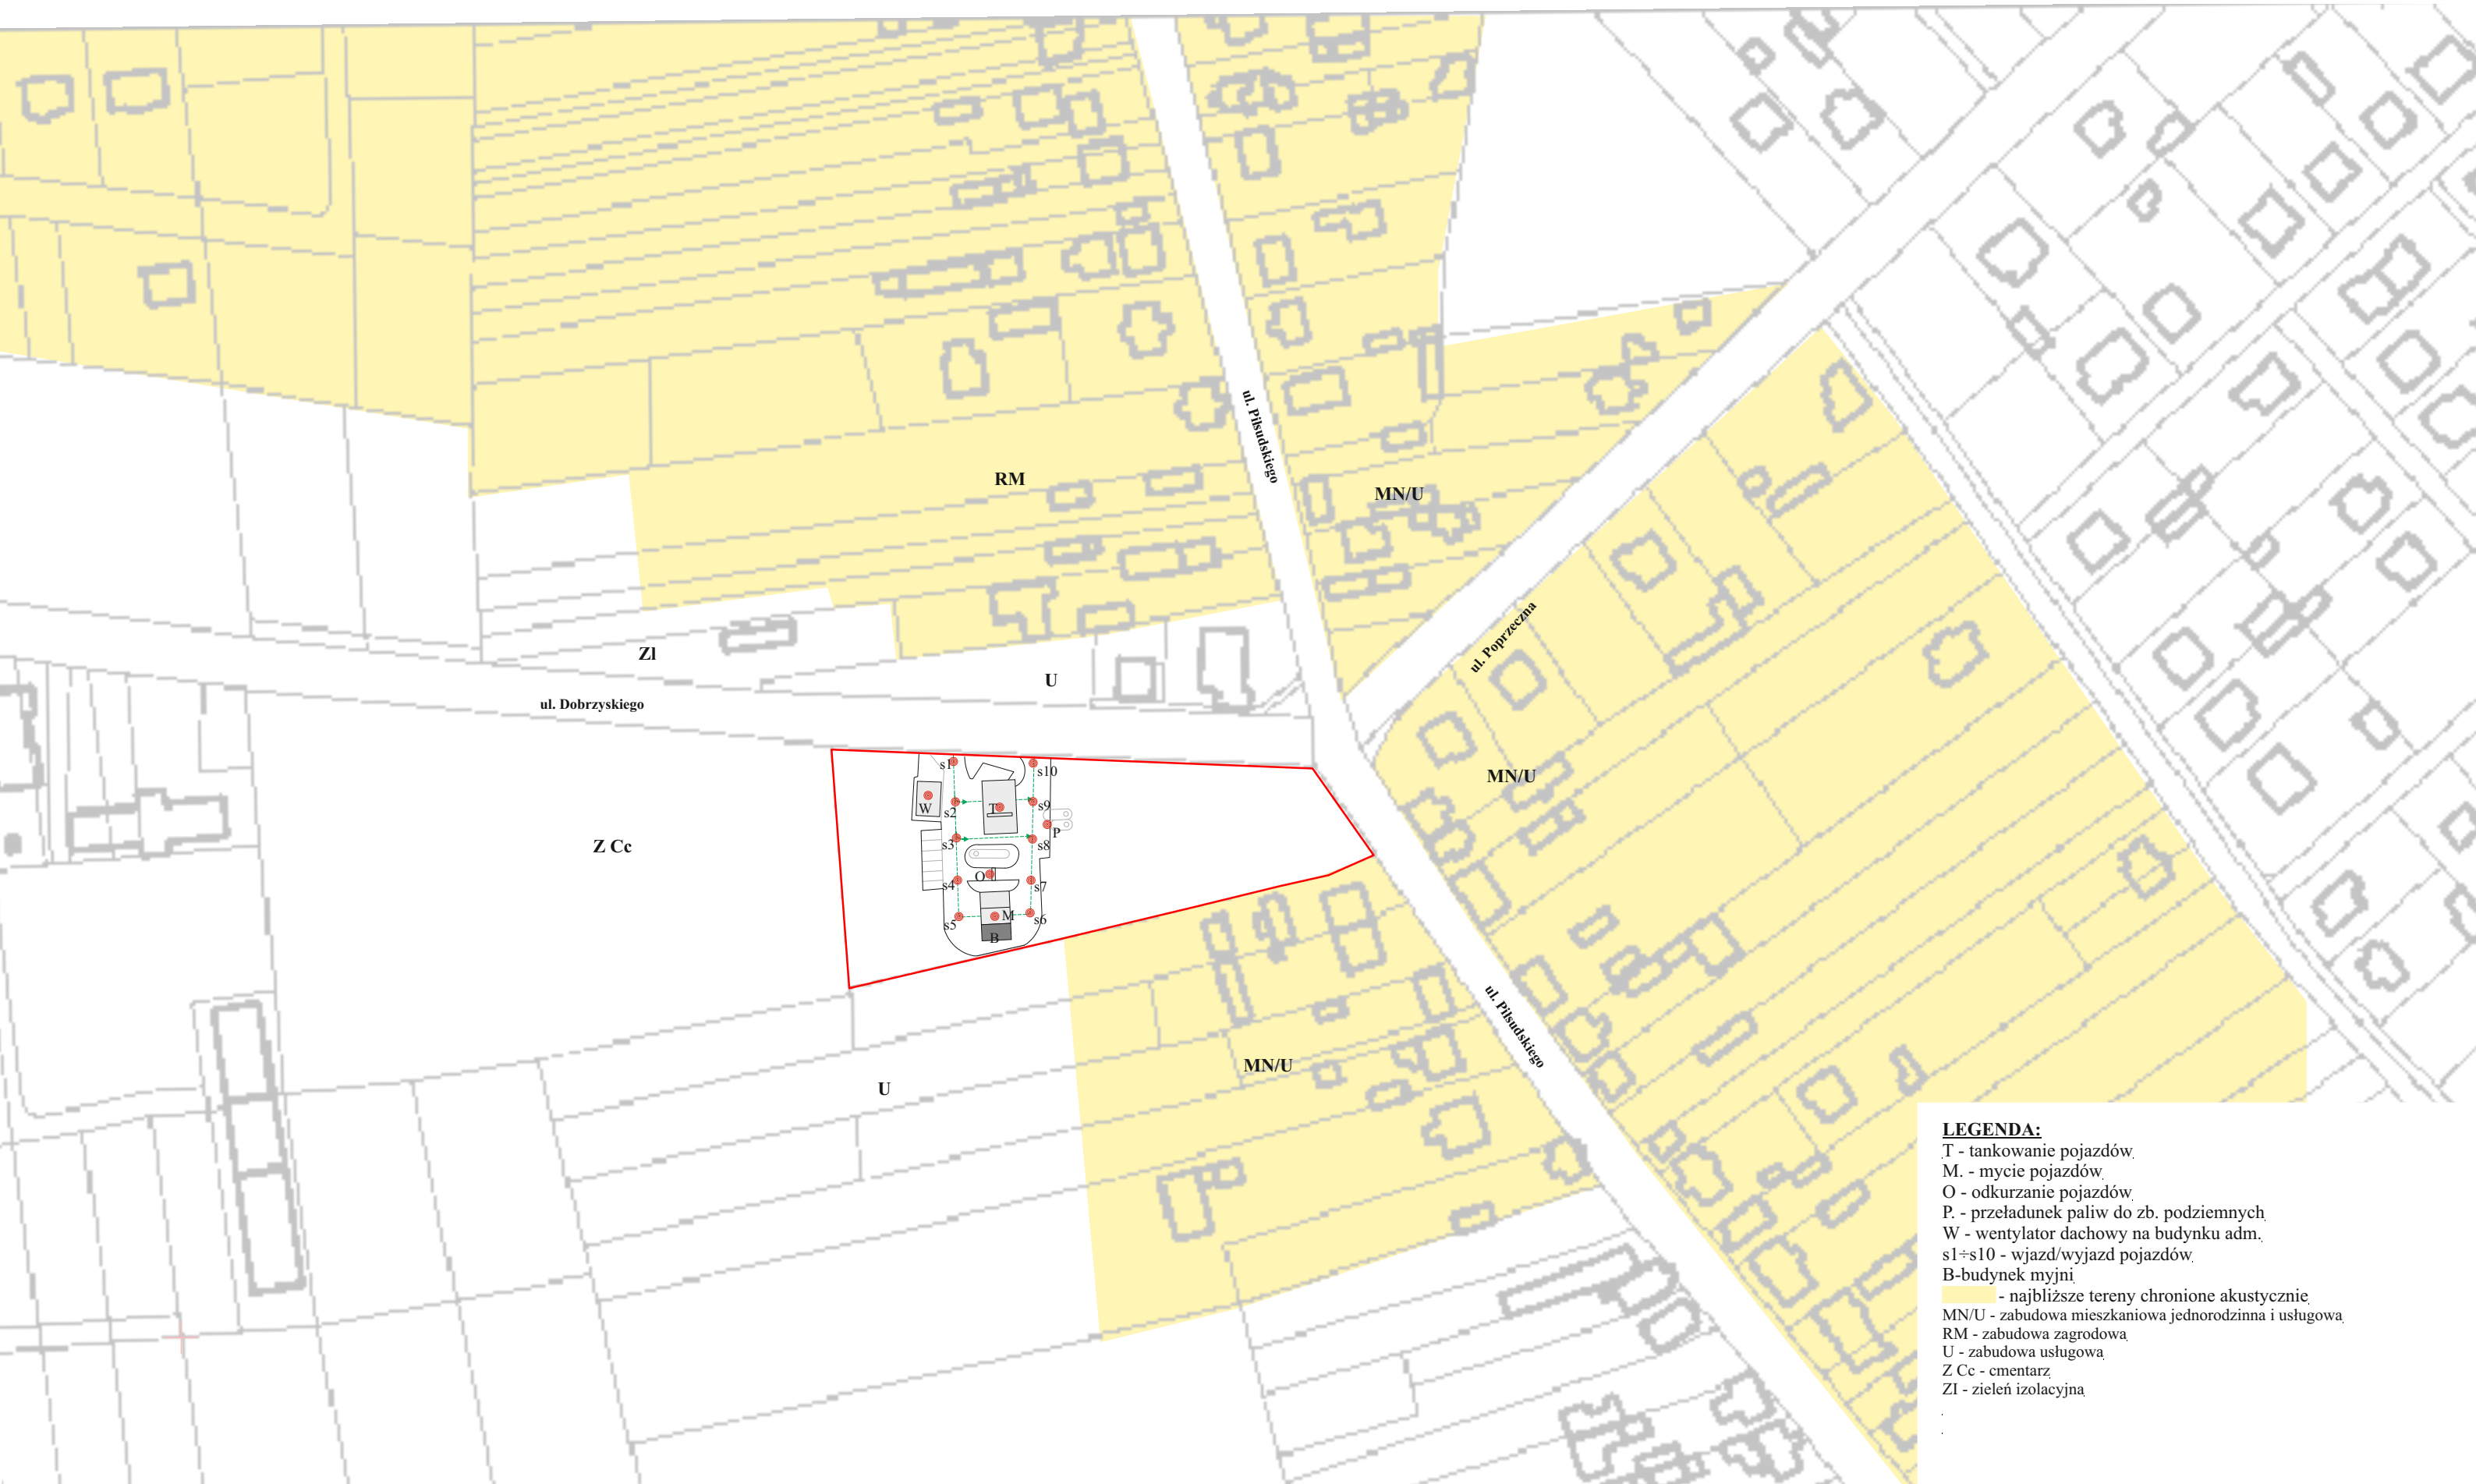 ul. Piłsudskiego
RM
MN/U
ul. Poprzeczna
Zl
U
ul. Dobrzyskiego
s1
s10
MN/U
W
s2
T
s9
P
s3
s8
Z Cc
O
s4
s7
s5
M
s6
B
ul. Piłsudskiego
MN/U
U
LEGENDA:
T - tankowanie pojazdów
M. - mycie pojazdów
O - odkurzanie pojazdów
P. - przeładunek paliw do zb. podziemnych
W - wentylator dachowy na budynku adm.
s1÷s10 - wjazd/wyjazd pojazdów
B-budynek myjni
- najbliższe tereny chronione akustycznie
MN/U - zabudowa mieszkaniowa jednorodzinna i usługowa
RM - zabudowa zagrodowa
U - zabudowa usługowa
Z Cc - cmentarz
ZI - zieleń izolacyjna